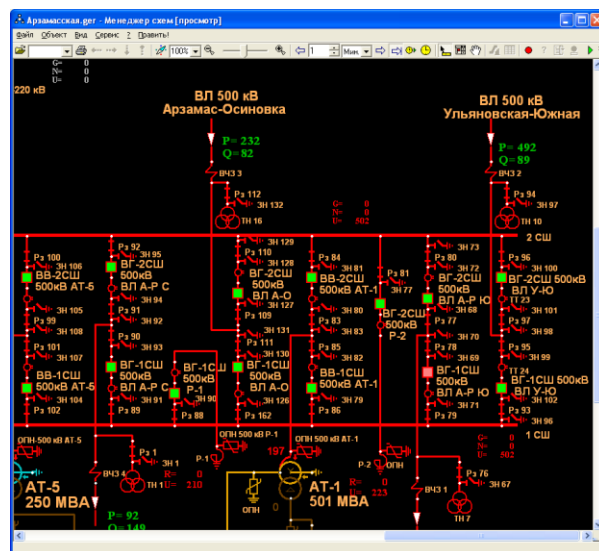 Арзамасская.ger - Менеджер схем [просмотр]
Файл Объект Вид Сервис ? Править!
100% 1 Мин.
G= 0
N= 0
U= 0
220 кВ
ВЛ 500 кВ
Арзамас-Осиновка
ВЛ 500 кВ
Ульяновская-Южная
P= 232
Q= 82
P= 492
Q= 89
ВЧЗ 3
ВЧЗ 2
Рз 112
ЗН 132
ТН 16
G= 0
N= 0
U= 502
Рз 94
ЗН 97
ТН 10
2 СШ
Рз 100
ЗН 106
ВВ-2СШ
500кВ АТ-5
ЗН 105
Рз 99
ЗН 108
Рз 101
ЗН 107
ВВ-1СШ
500кВ АТ-5
ЗН 104
Рз 102
Рз 92
ЗН 95
ВГ-2СШ
500кВ
ВЛ А-Р С
ЗН 94
Рз 91
ЗН 92
Рз 90
ЗН 93
ВГ-1СШ
500кВ
ВЛ А-Р С
ЗН 91
Рз 89
ВГ-1СШ
500кВ
Р-1
ЗН 90
Рз 88
ЗН 129
Рз 110
ЗН 128
ВГ-2СШ
500кВ
ВЛ А-О
ЗН 127
Рз 109
ЗН 131
Рз 111
ЗН 130
ВГ-1СШ
500кВ
ВЛ А-О
ЗН 126
Рз 162
Рз 84
ЗН 81
ВВ-2СШ
500кВ АТ-1
ЗН 80
Рз 83
ЗН 83
Рз 85
ЗН 82
ВВ-1СШ
500кВ АТ-1
ЗН 79
Рз 86
Рз 81
ЗН 77
ВГ-2СШ
500кВ
Р-2
ЗН 73
Рз 80
ЗН 72
ВГ-2СШ
500кВ
ВЛ А-Р Ю
ЗН 68
Рз 77
ЗН 70
Рз 78
ЗН 69
ВГ-1СШ
500кВ
ВЛ А-Р Ю
ЗН 71
Рз 79
Рз 96
ЗН 100
ВГ-2СШ 500
кВ
ВЛ У-Ю
ТТ 23
ЗН 101
Рз 97
ЗН 98
Рз 95
ЗН 99
ТТ 24
ВГ-1СШ 500
кВ
ВЛ У-Ю
ЗН 102
Рз 93
ЗН 96
1 СШ
ОПН 500 кВ АТ-5
Рз 1
ЗН 1
ТН 1
ВЧЗ 4
АТ-5
250 МВА
P= 92
Q=149
ОПН 500 кВ Р-1
Р-1
R= 0
U= 210
ОПН 500 кВ АТ-1
197
ОПН
АТ-1
501 МВА
Р-2
ОПН
R= 0
U= 223
G= 0
N= 0
U= 502
ВЧЗ 1
Рз 76
ЗН 67
ТН 7